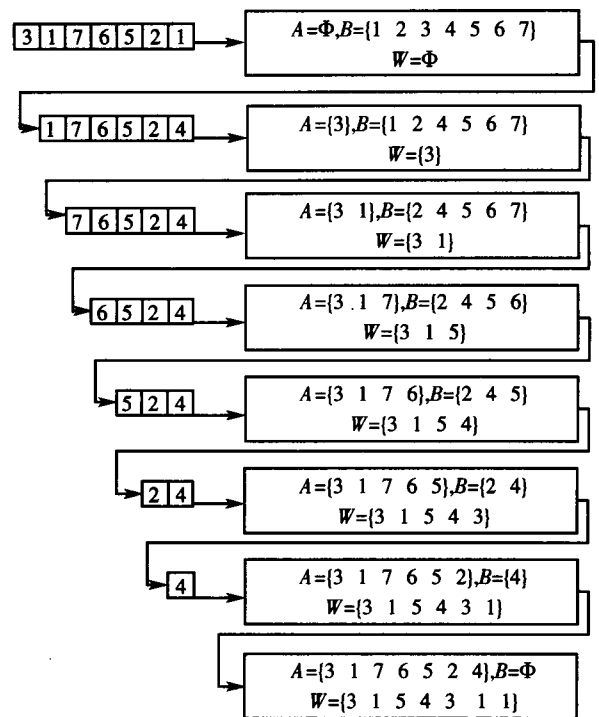 3 1 7 6 5 2 1
A=Φ,B={1 2 3 4 5 6 7}
W=Φ
1 7 6 5 2 4
A={3},B={1 2 4 5 6 7}
W={3}
7 6 5 2 4
A={3 1},B={2 4 5 6 7}
W={3 1}
6 5 2 4
A={3 . 1 7},B={2 4 5 6}
W={3 1 5}
5 2 4
A={3 1 7 6},B={2 4 5}
W={3 1 5 4}
2 4
A={3 1 7 6 5},B={2 4}
W={3 1 5 4 3}
4
A={3 1 7 6 5 2},B={4}
W={3 1 5 4 3 1}
A={3 1 7 6 5 2 4},B=Φ
W={3 1 5 4 3 1 1}